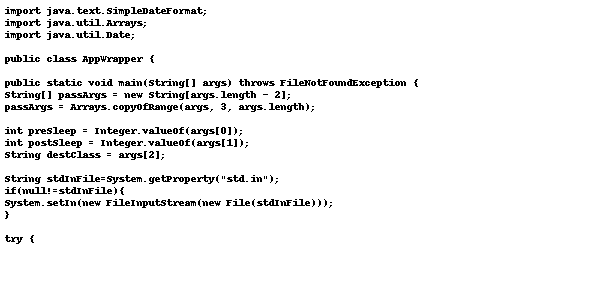 import java.text.SimpleDateFormat;
import java.util.Arrays;
import java.util.Date;
public class AppWrapper {
public static void main(String[] args) throws FileNotFoundException {
String[] passArgs = new String[args.length - 2];
passArgs = Arrays.copyOfRange(args, 3, args.length);
int preSleep = Integer.valueOf(args[0]);
int postSleep = Integer.valueOf(args[1]);
String destClass = args[2];
String stdInFile=System.getProperty("std.in");
if(null!=stdInFile){
System.setIn(new FileInputStream(new File(stdInFile)));
}
try {